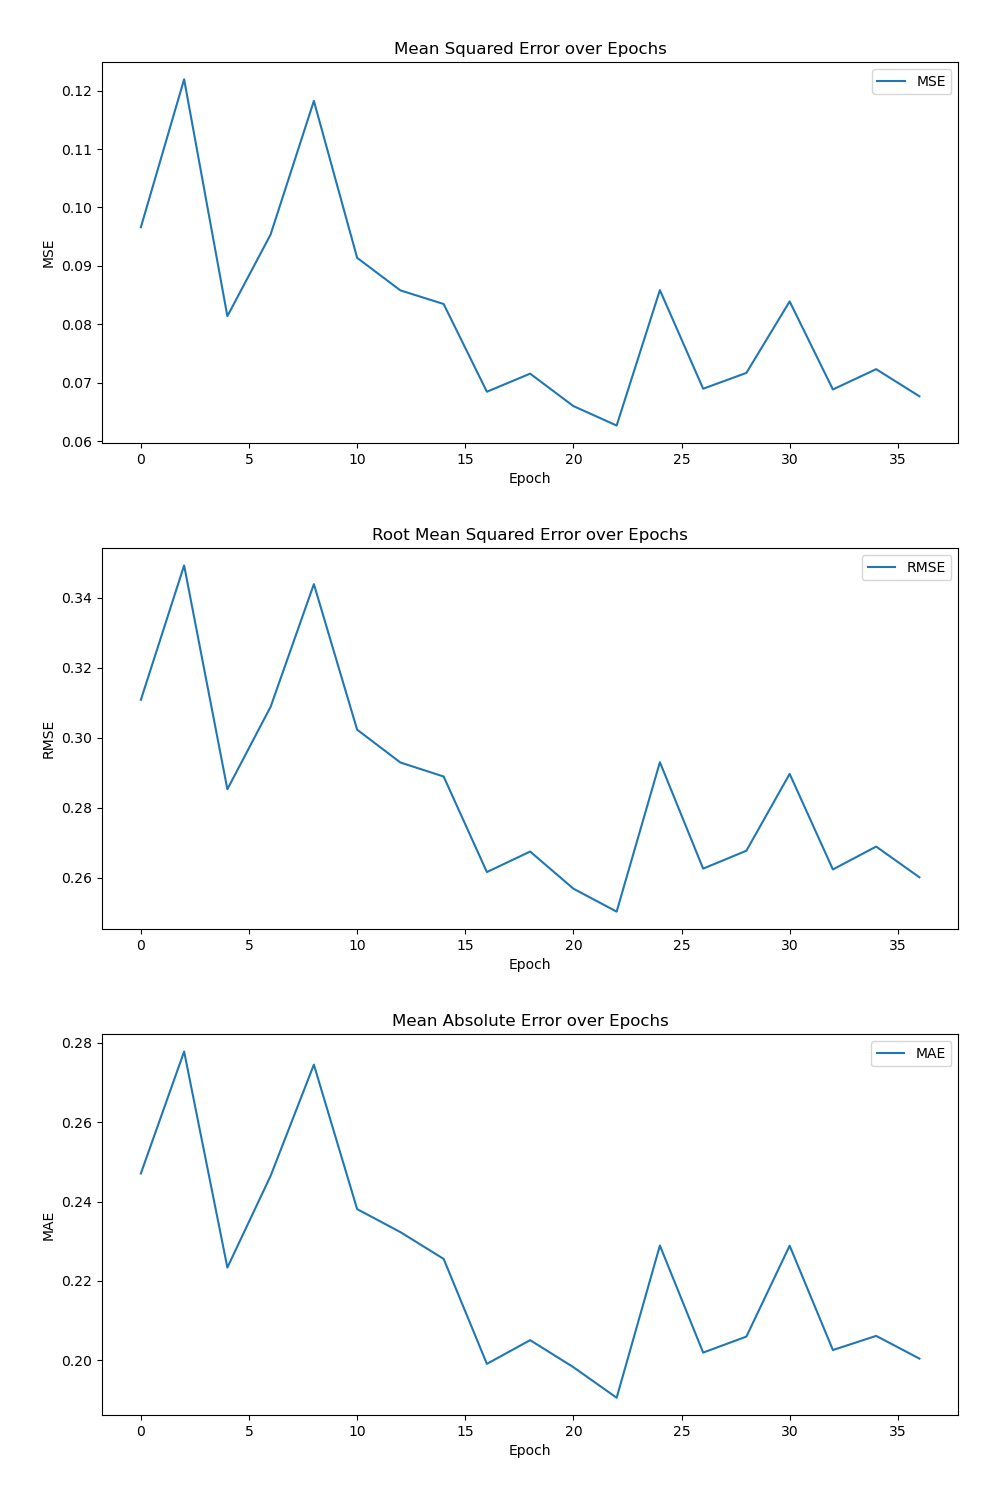 Mean Squared Error over Epochs
MSE
0.12
0.11
0.10
0.09
0.08
0.07
0.06
MSE
0 5 10 15 20 25 30 35
Epoch
Root Mean Squared Error over Epochs
RMSE
0.34
0.32
0.30
0.28
0.26
RMSE
0 5 10 15 20 25 30 35
Epoch
Mean Absolute Error over Epochs
MAE
0.28
0.26
0.24
0.22
0.20
MAE
0 5 10 15 20 25 30 35
Epoch